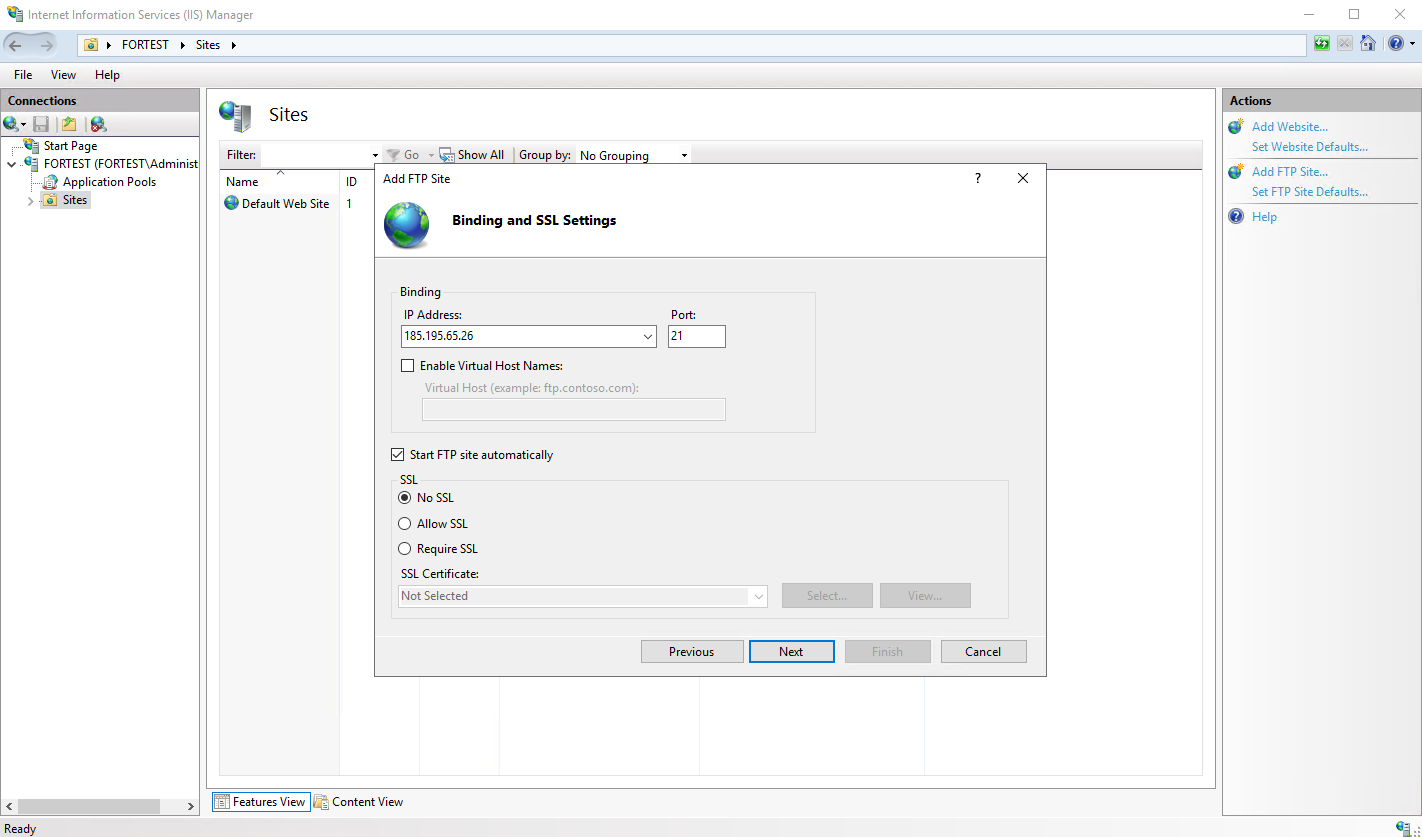 Internet Information Services (IIS) Manager
FORTEST Sites
File View Help
Connections
Start Page
FORTEST (FORTEST\Administ
Application Pools
Sites
Sites
Filter: Go Show All Group by: No Grouping
Name ID
Default Web Site 1
Add FTP Site ?
Binding and SSL Settings
Binding
IP Address: Port:
185.195.65.26 21
Enable Virtual Host Names:
Virtual Host (example: ftp.contoso.com):
Start FTP site automatically
SSL
No SSL
Allow SSL
Require SSL
SSL Certificate:
Not Selected Select... View...
Previous Next Finish Cancel
Features View Content View
Actions
Add Website...
Set Website Defaults...
Add FTP Site...
Set FTP Site Defaults...
Help
Ready